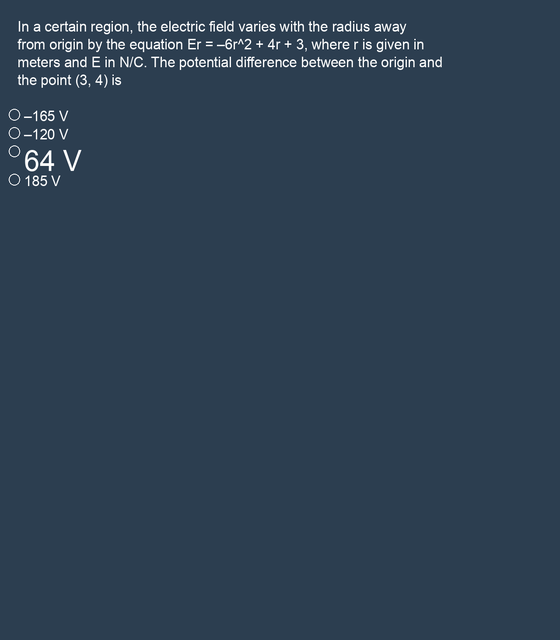 In a certain region, the electric field varies with the radius away
from origin by the equation Er = –6r^2 + 4r + 3, where r is given in
meters and E in N/C. The potential difference between the origin and
the point (3, 4) is
–165 V
–120 V
64 V
185 V